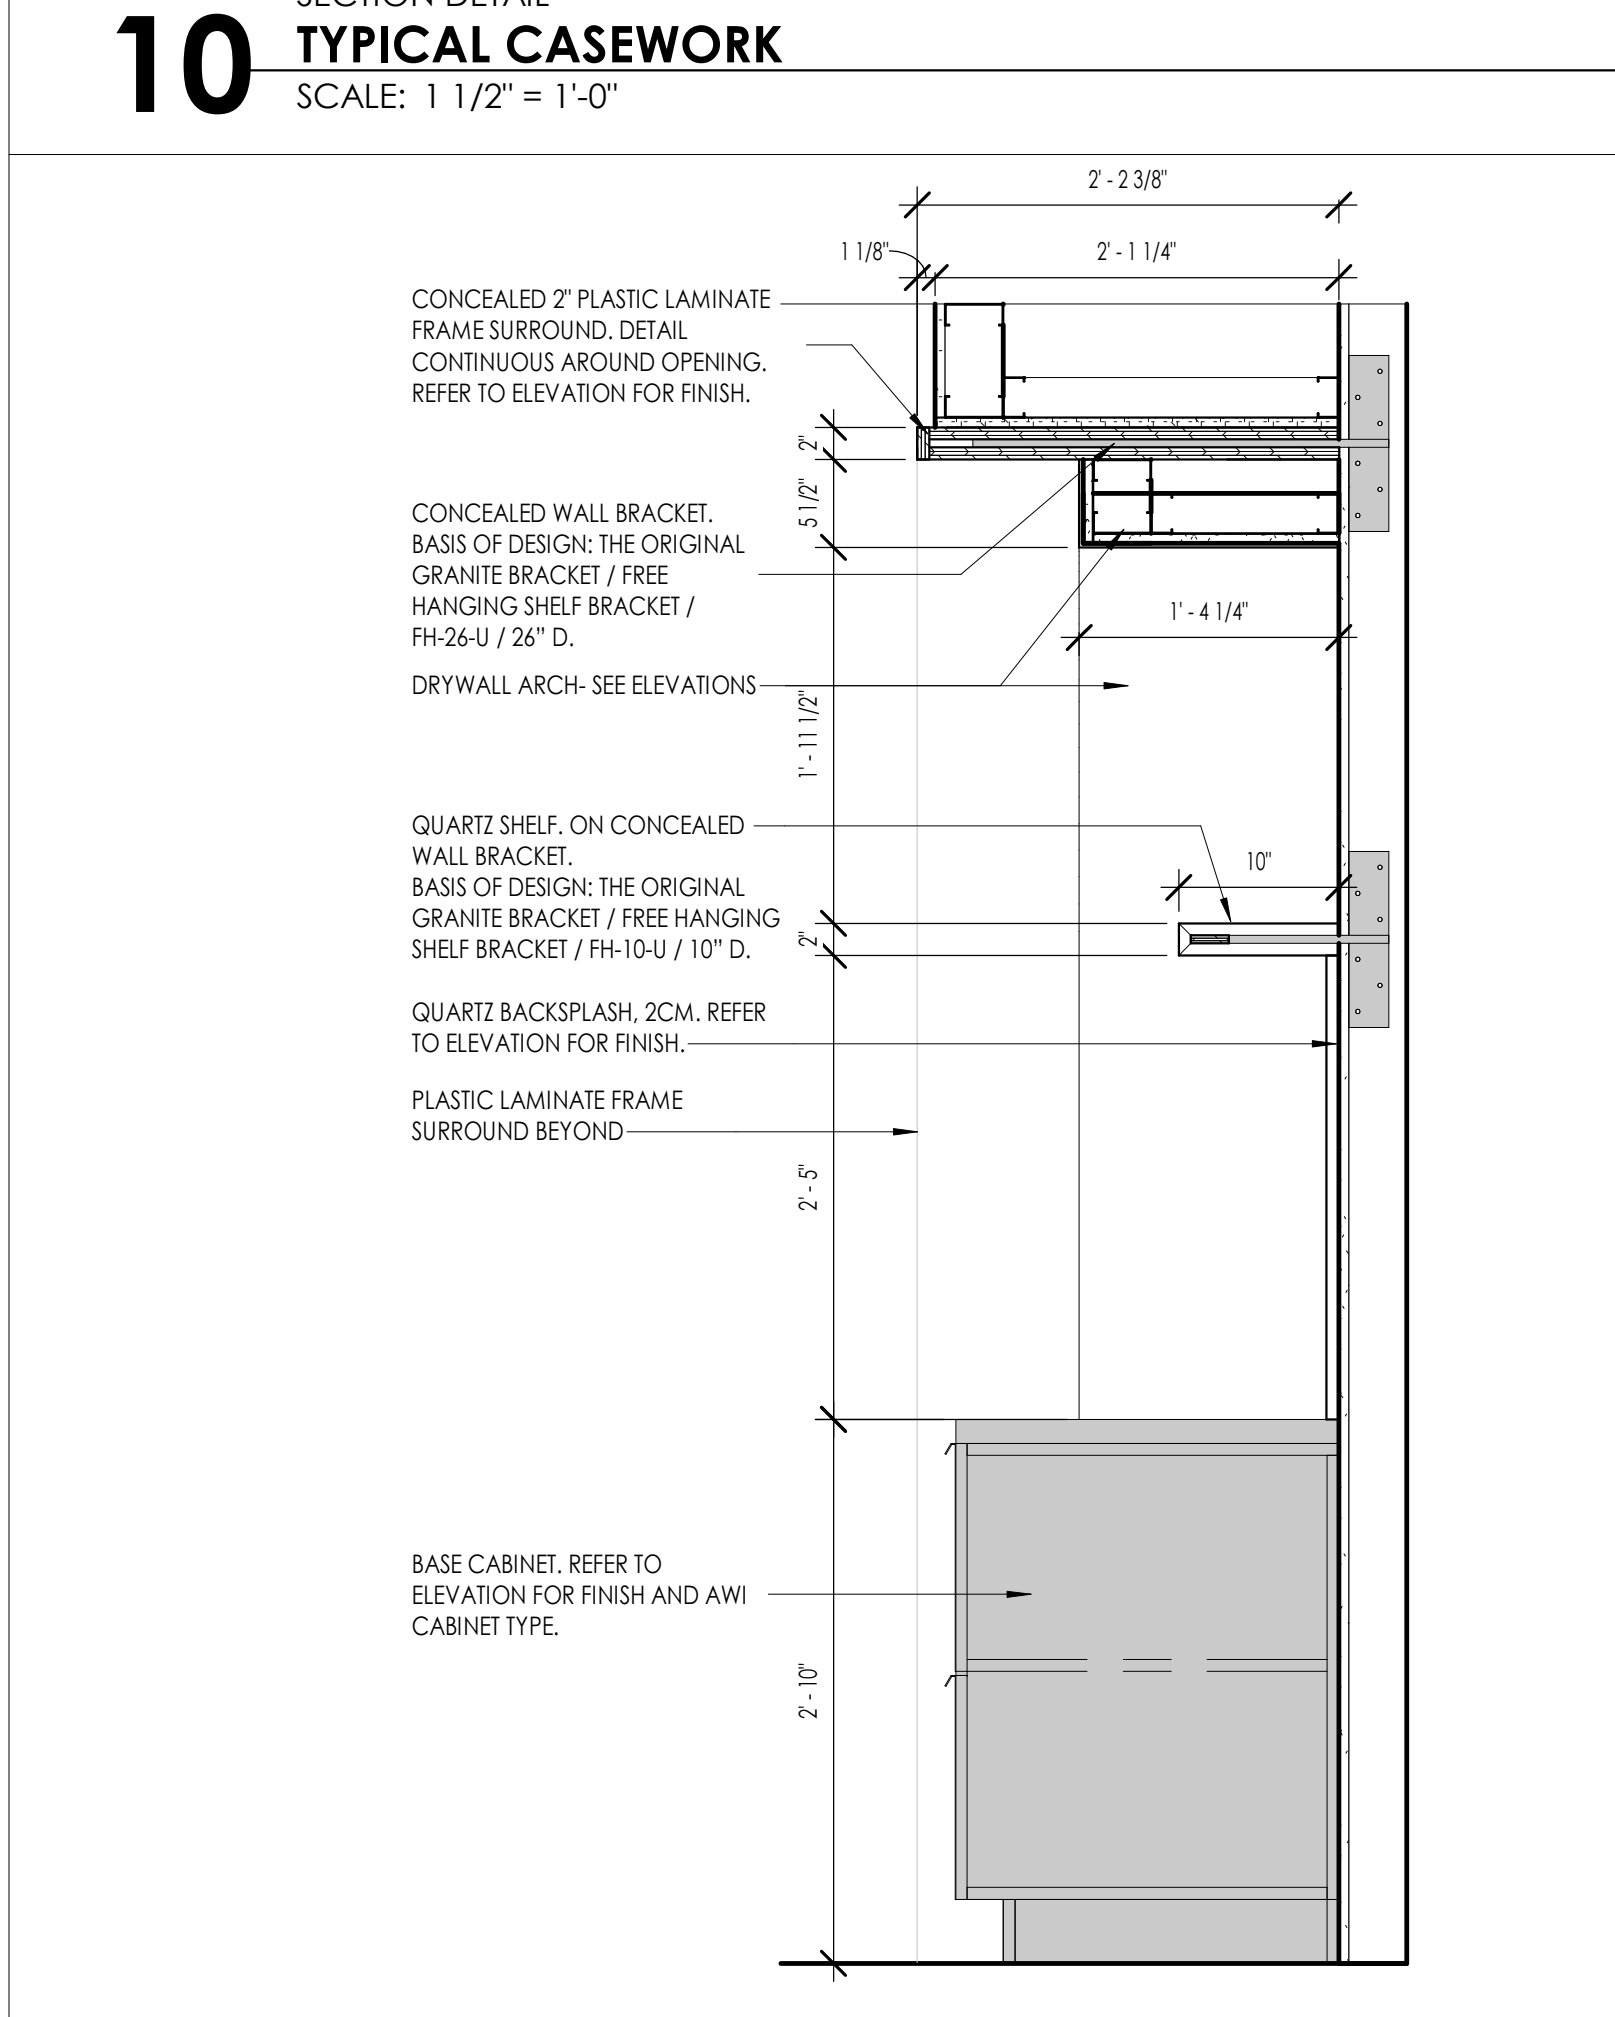 SECTION DETAIL
10
TYPICAL CASEWORK
SCALE: 1 1/2" = 1'-0"
2' - 2 3/8"
1 1/8"
2' - 1 1/4"
CONCEALED 2" PLASTIC LAMINATE
FRAME SURROUND. DETAIL
CONTINUOUS AROUND OPENING.
REFER TO ELEVATION FOR FINISH.
2"
5 1/2"
CONCEALED WALL BRACKET.
BASIS OF DESIGN: THE ORIGINAL
GRANITE BRACKET / FREE
HANGING SHELF BRACKET /
FH-26-U / 26” D.
1' - 4 1/4"
DRYWALL ARCH- SEE ELEVATIONS
1' - 11 1/2"
QUARTZ SHELF. ON CONCEALED
WALL BRACKET.
BASIS OF DESIGN: THE ORIGINAL
GRANITE BRACKET / FREE HANGING
SHELF BRACKET / FH-10-U / 10” D.
10"
2"
QUARTZ BACKSPLASH, 2CM. REFER
TO ELEVATION FOR FINISH.
PLASTIC LAMINATE FRAME
SURROUND BEYOND
2' - 5"
BASE CABINET. REFER TO
ELEVATION FOR FINISH AND AWI
CABINET TYPE.
2' - 10"